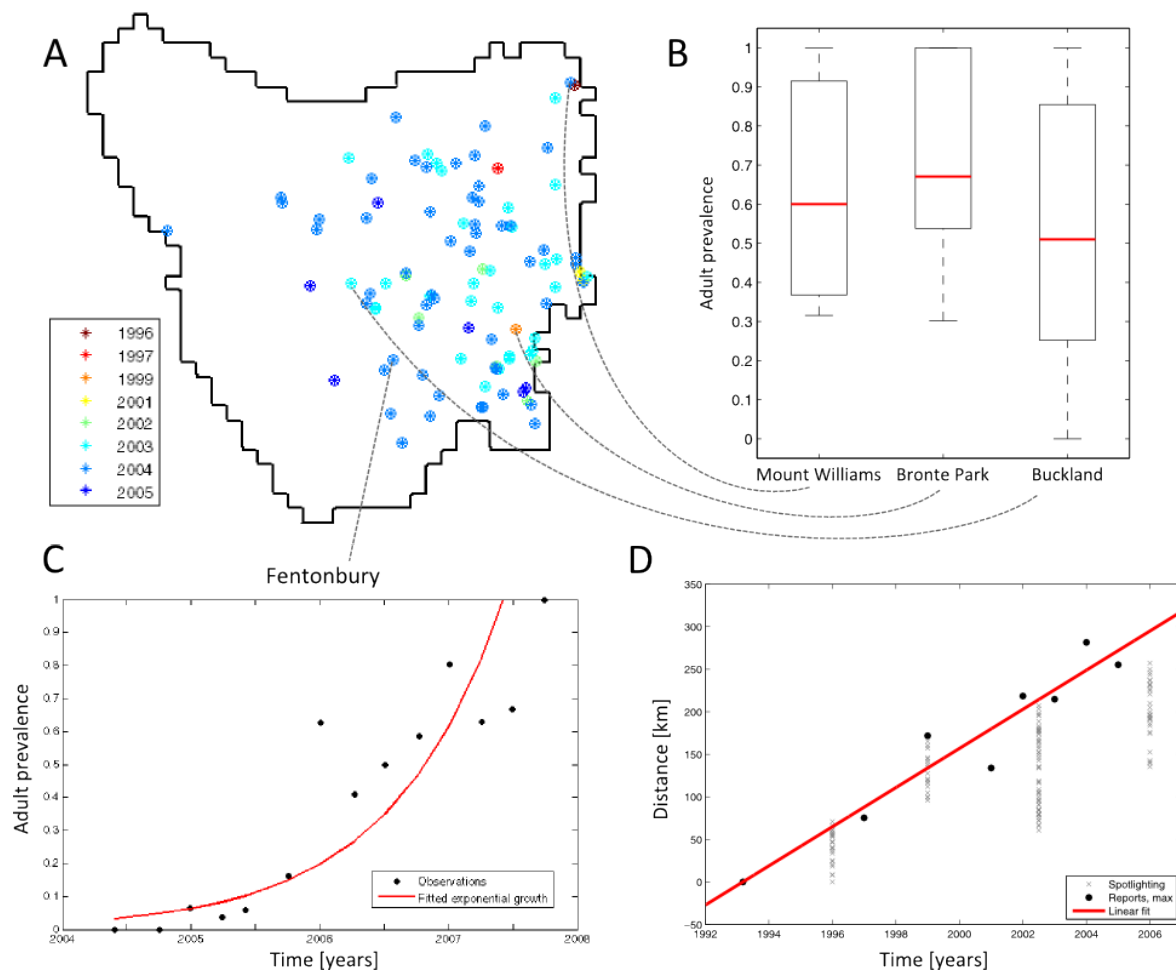 A
1996
1997
1999
2001
2002
2003
2004
2005
B
Adult prevalence
1
0.9
0.8
0.7
0.6
0.5
0.4
0.3
0.2
0.1
0
Mount Williams Bronte Park Buckland
C
Fentonbury
Adult prevalence
1
0.9
0.8
0.7
0.6
0.5
0.4
0.3
0.2
0.1
0
Observations
Fitted exponential growth
2004 2005 2006 2007 2008
Time [years]
D
Distance [km]
350
300
250
200
150
100
50
0
−50
Spotlighting
Reports, max
Linear fit
1992 1994 1996 1998 2000 2002 2004 2006
Time [years]